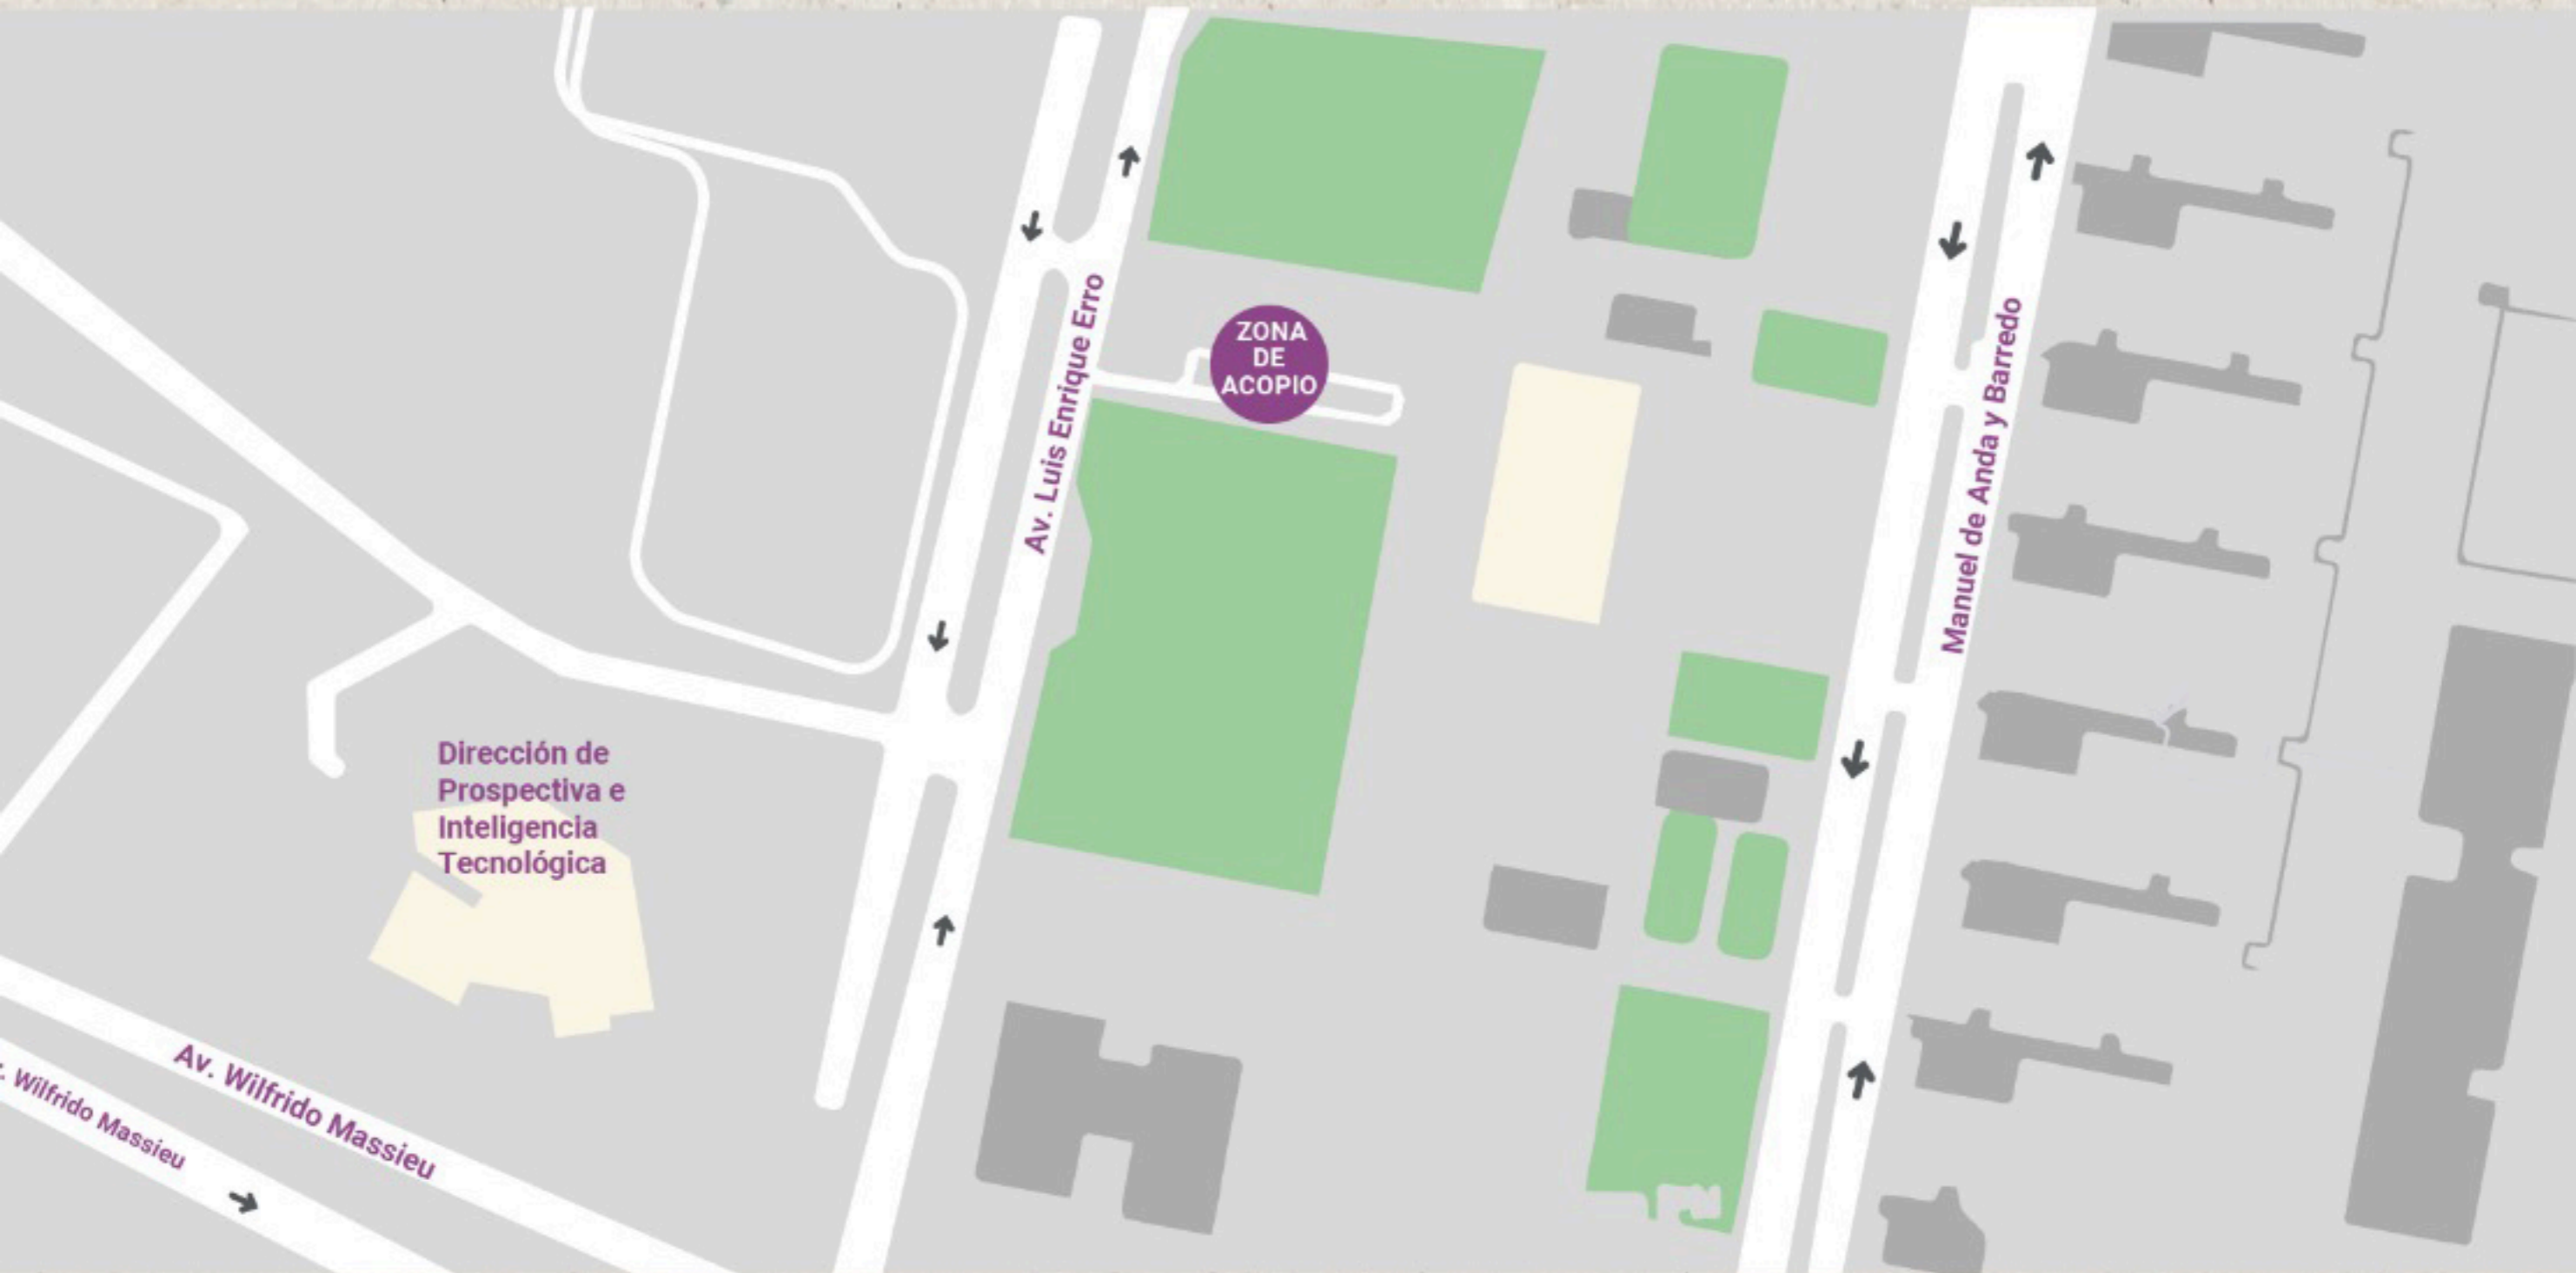 ZONA
DE
ACOPIO
Av. Luis Enrique Erro
Manuel de Anda y Barredo
Dirección de
Prospectiva e
Inteligencia
Tecnológica
Av. Wilfrido Massieu
Wilfrido Massieu